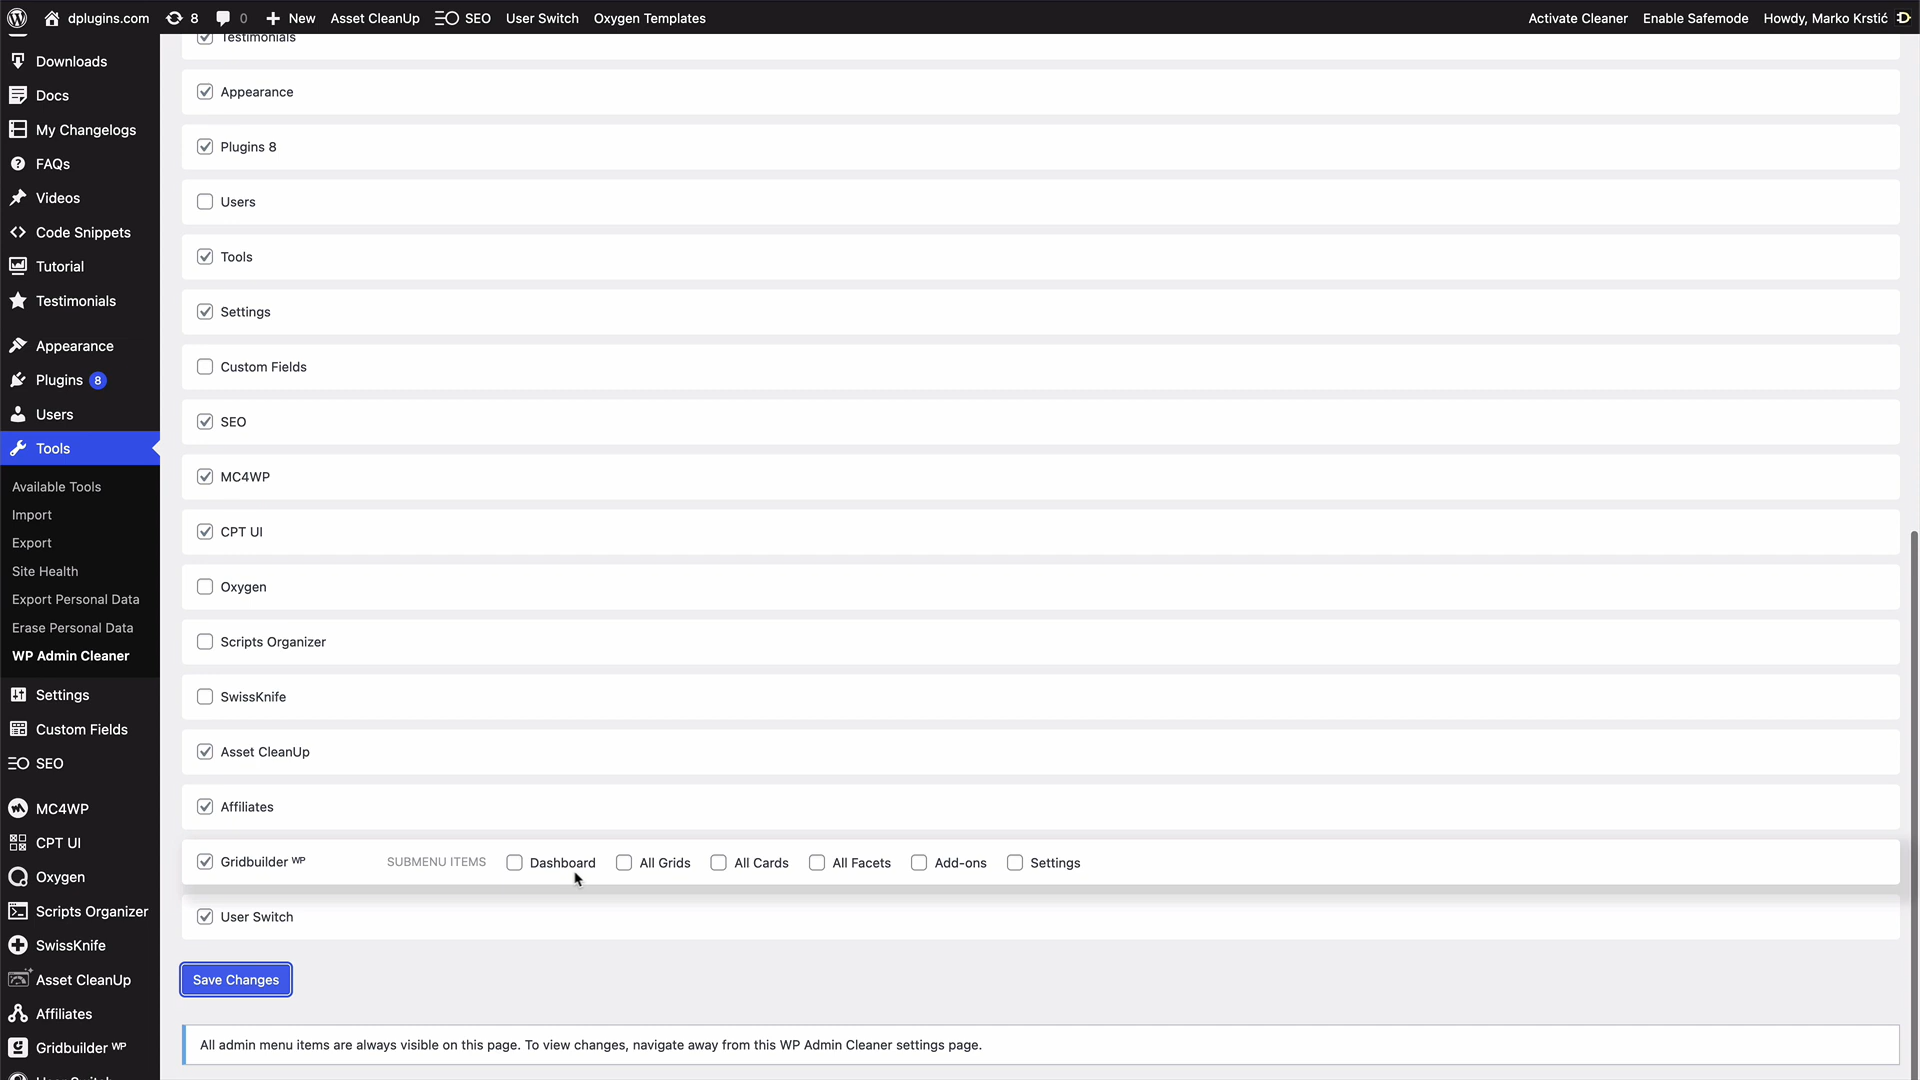 dplugins.com 8 0 New Asset CleanUp SEO User Switch Oxygen Templates Activate Cleaner Enable Safemode Howdy, Marko Krstić
Downloads
Docs
My Changelogs
FAQs
Videos
Code Snippets
Tutorial
Testimonials
Appearance
Plugins 8
Users
Tools
Available Tools
Import
Export
Site Health
Export Personal Data
Erase Personal Data
WP Admin Cleaner
Settings
Custom Fields
SEO
MC4WP
CPT UI
Oxygen
Scripts Organizer
SwissKnife
Asset CleanUp
Affiliates
Gridbuilder WP
User Switch
Testimonials
Appearance
Plugins 8
Users
Tools
Settings
Custom Fields
SEO
MC4WP
CPT UI
Oxygen
Scripts Organizer
SwissKnife
Asset CleanUp
Affiliates
Gridbuilder WP SUBMENU ITEMS Dashboard All Grids All Cards All Facets Add-ons Settings
User Switch
Save Changes
All admin menu items are always visible on this page. To view changes, navigate away from this WP Admin Cleaner settings page.